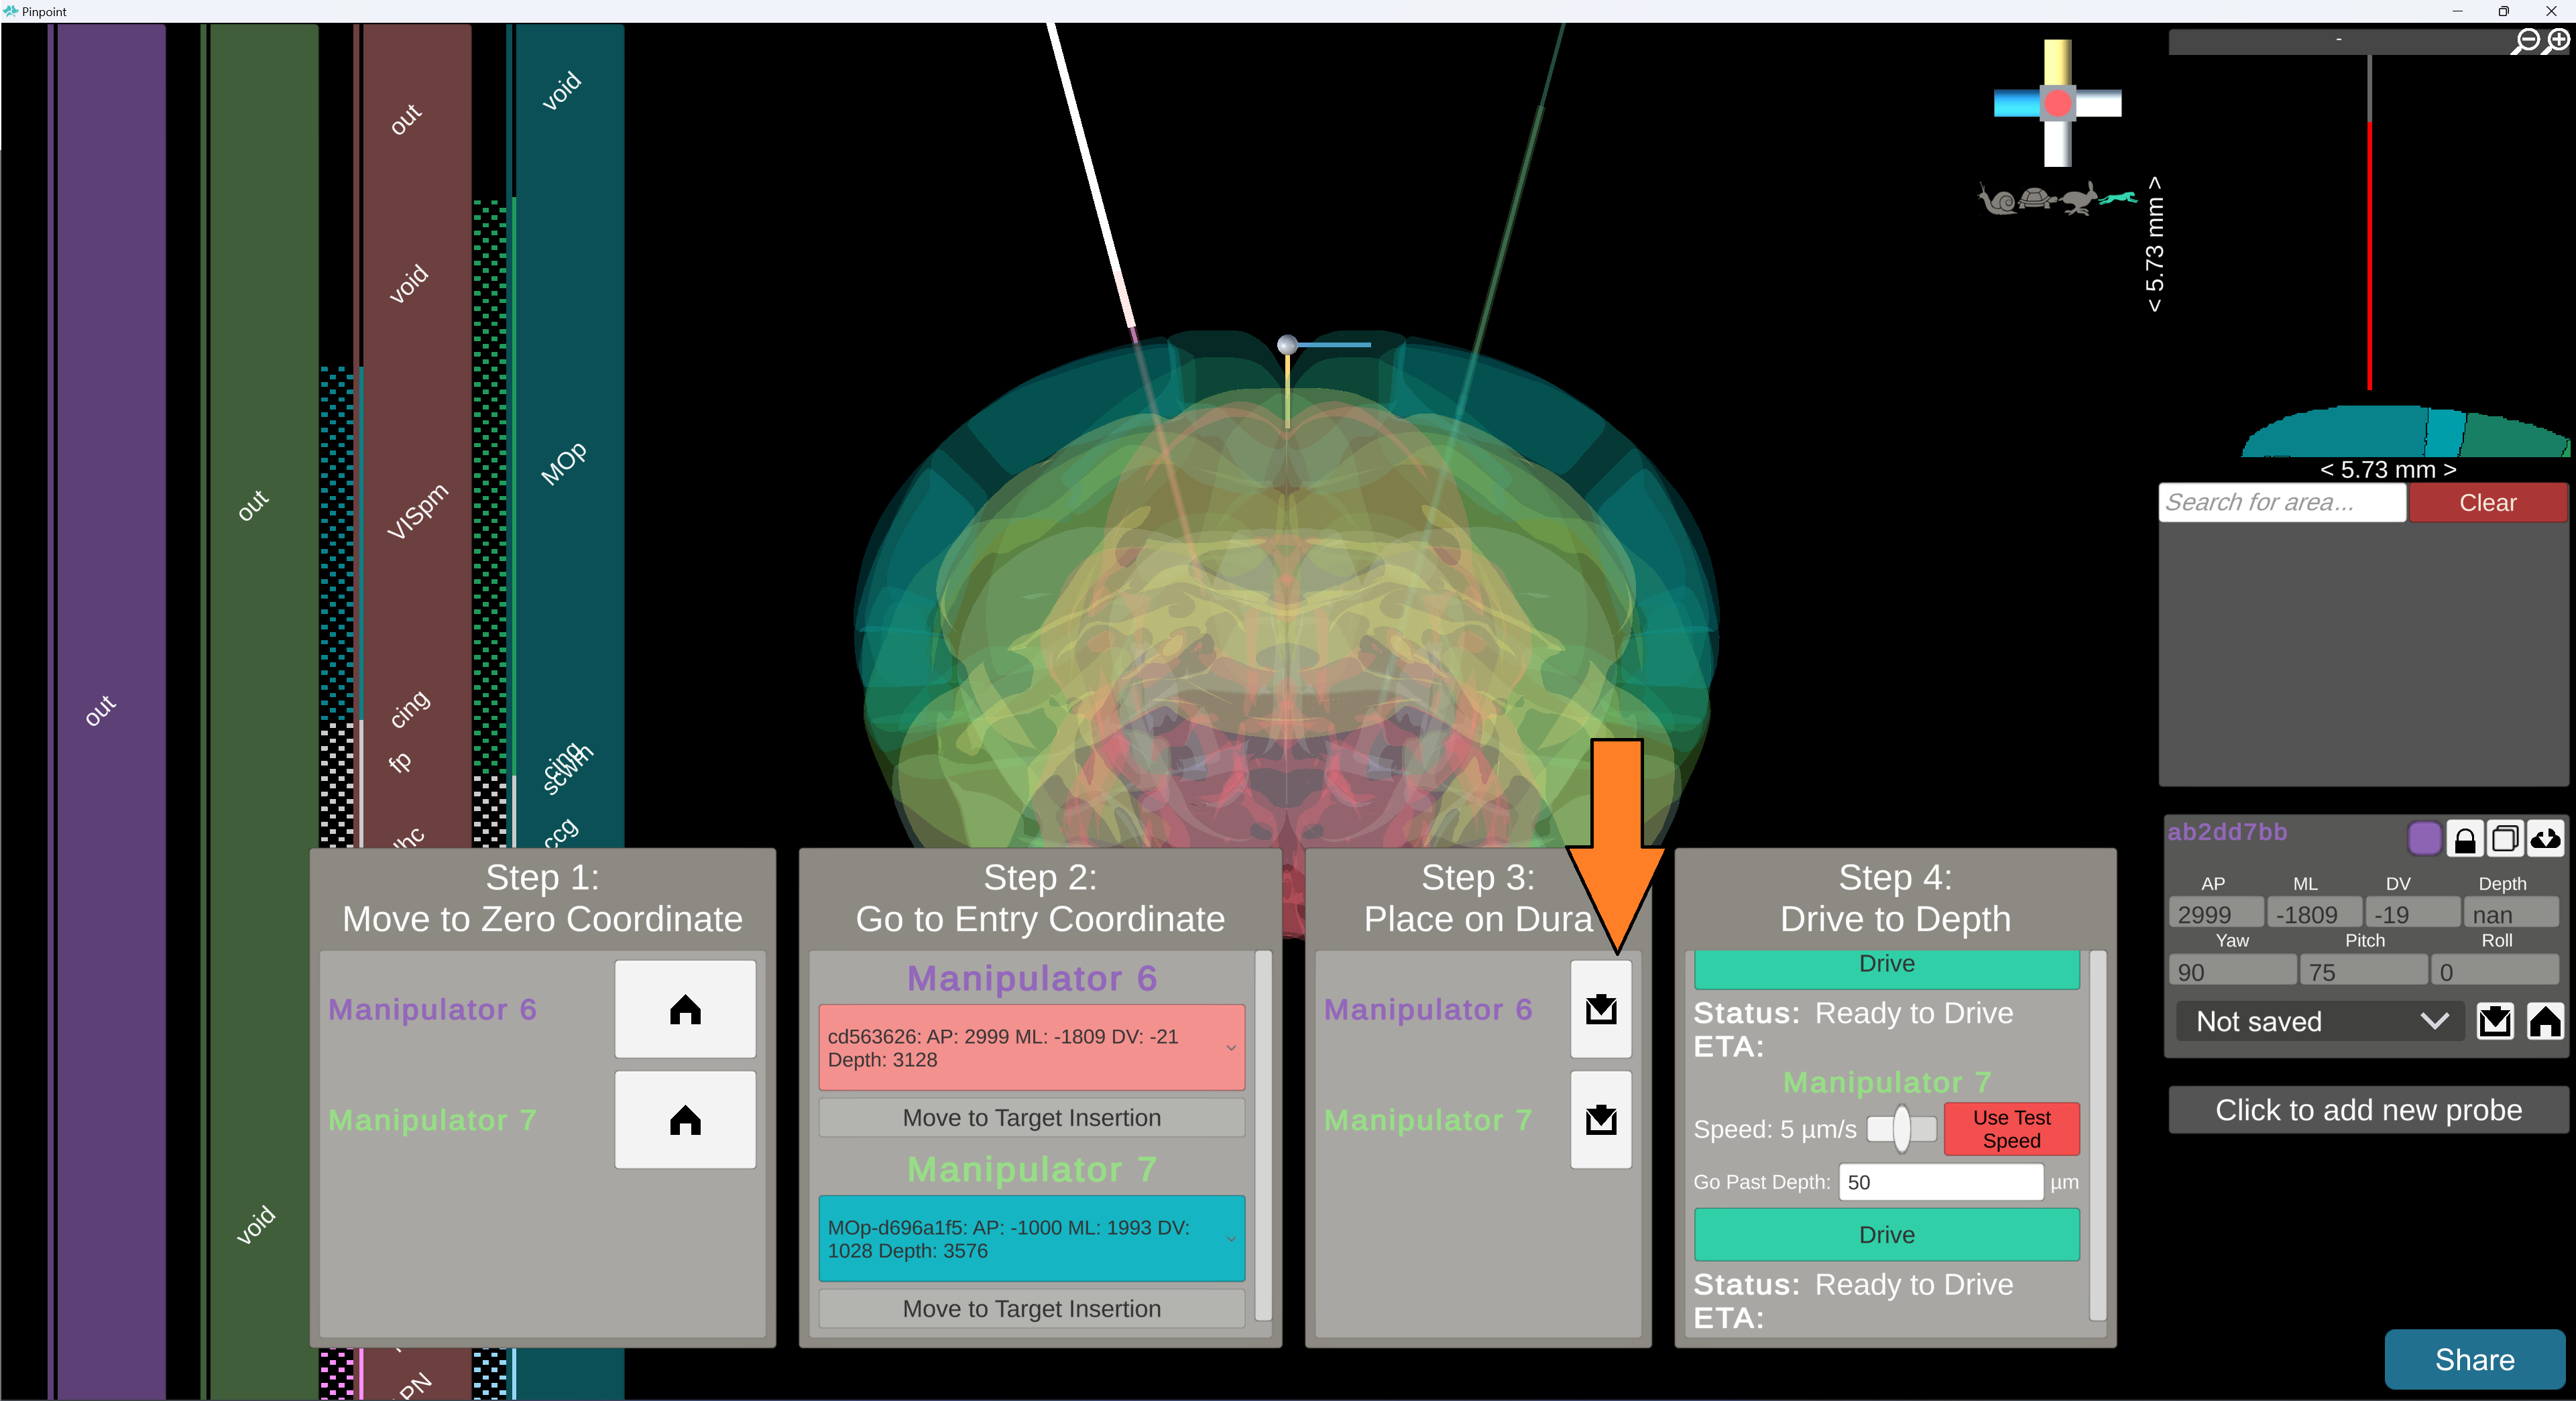 Pinpoint
out
out
void
out
void
VISpm
cing
fp
PN
void
MOp
cing
scwm
ccg
-
< 5.73 mm >
< 5.73 mm >
Search for area...
Clear
ab2dd7bb
AP ML DV Depth
2999 -1809 -19 nan
Yaw Pitch Roll
90 75 0
Not saved
Click to add new probe
Share
Step 1:
Move to Zero Coordinate
Manipulator 6
Manipulator 7
Step 2:
Go to Entry Coordinate
Manipulator 6
cd563626: AP: 2999 ML: -1809 DV: -21
Depth: 3128
Move to Target Insertion
Manipulator 7
MOp-d696a1f5: AP: -1000 ML: 1993 DV:
1028 Depth: 3576
Move to Target Insertion
Step 3:
Place on Dura
Manipulator 6
Manipulator 7
Step 4:
Drive to Depth
Drive
Status: Ready to Drive
ETA:
Manipulator 7
Speed: 5 µm/s
Use Test
Speed
Go Past Depth: 50 µm
Drive
Status: Ready to Drive
ETA: